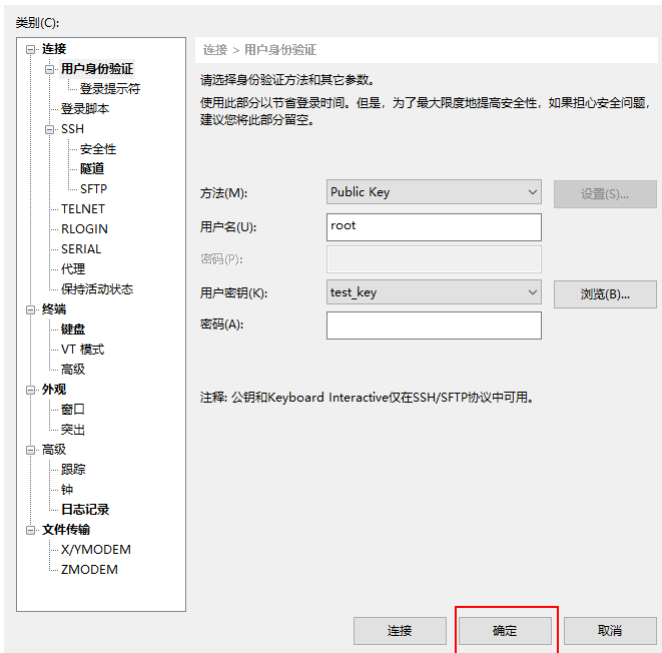 类别(C):
连接
用户身份验证
登录提示符
登录脚本
SSH
安全性
隧道
SFTP
TELNET
RLOGIN
SERIAL
代理
保持活动状态
终端
键盘
VT 模式
高级
外观
窗口
突出
高级
跟踪
钟
日志记录
文件传输
X/YMODEM
ZMODEM
连接 > 用户身份验证
请选择身份验证方法和其它参数。
使用此部分以节省登录时间。但是，为了最大限度地提高安全性，如果担心安全问题，
建议您将此部分留空。
方法(M): Public Key 设置(S)...
用户名(U): root
密码(P):
用户密钥(K): test_key 浏览(B)...
密码(A):
注释: 公钥和Keyboard Interactive仅在SSH/SFTP协议中可用。
连接 确定 取消